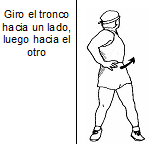 Giro el tronco
hacia un lado,
luego hacia el
otro